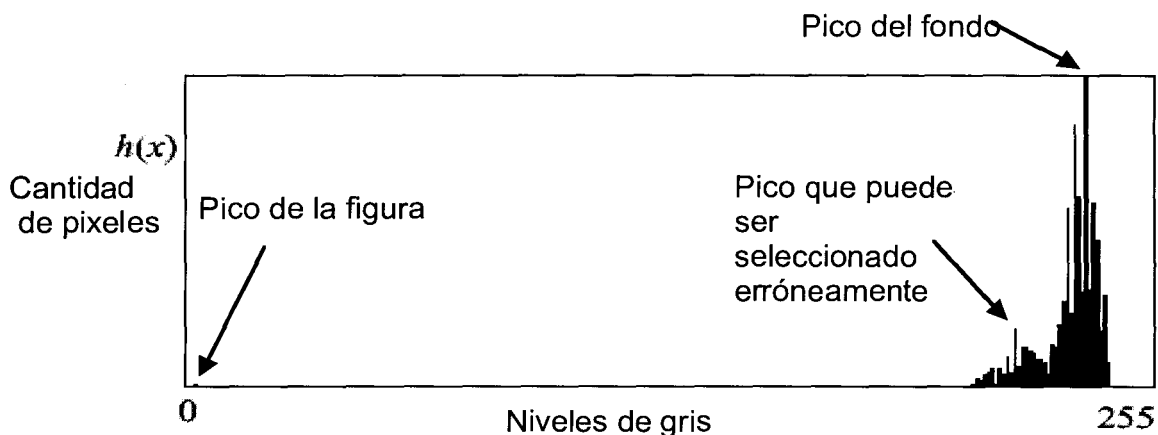 Pico del fondo
h(x)
Cantidad
de pixeles
Pico de la figura
Pico que puede
ser
seleccionado
erróneamente
0
Niveles de gris
255